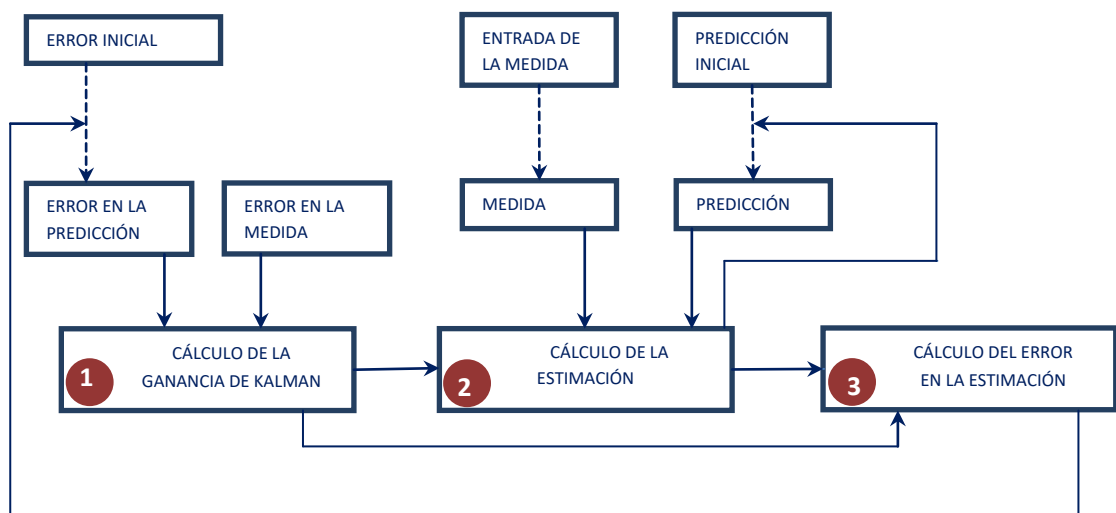 ERROR INICIAL
ENTRADA DE
LA MEDIDA
PREDICCIÓN
INICIAL
ERROR EN LA
PREDICCIÓN
ERROR EN LA
MEDIDA
MEDIDA
PREDICCIÓN
1
CÁLCULO DE LA
GANANCIA DE KALMAN
2
CÁLCULO DE LA
ESTIMACIÓN
3
CÁLCULO DEL ERROR
EN LA ESTIMACIÓN